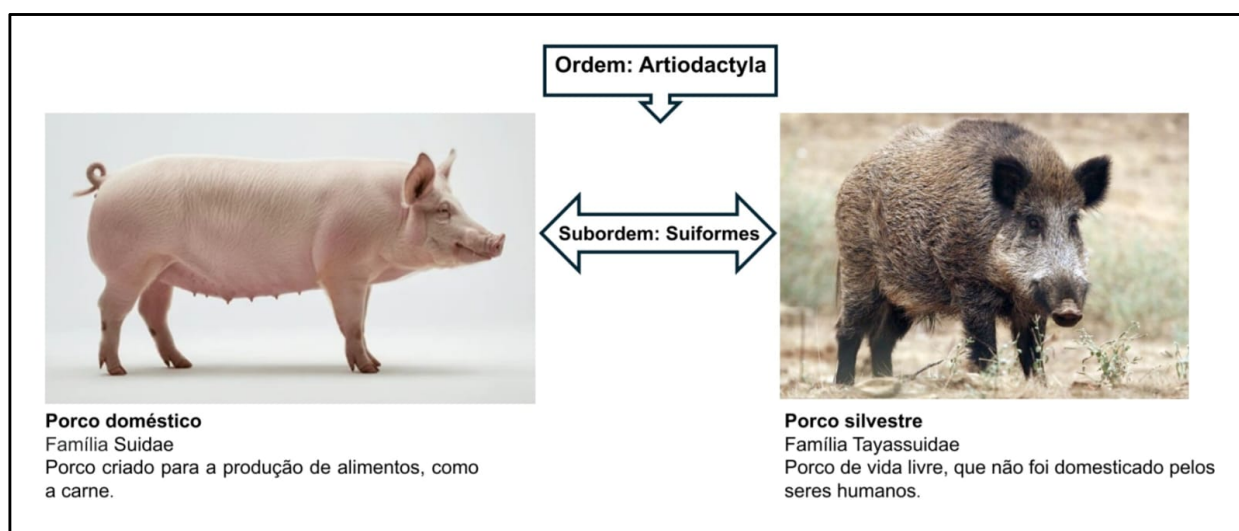 Ordem: Artiodactyla
Subordem: Suiformes
Porco doméstico
Família Suidae
Porco criado para a produção de alimentos, como
a carne.
Porco silvestre
Família Tayassuidae
Porco de vida livre, que não foi domesticado pelos
seres humanos.